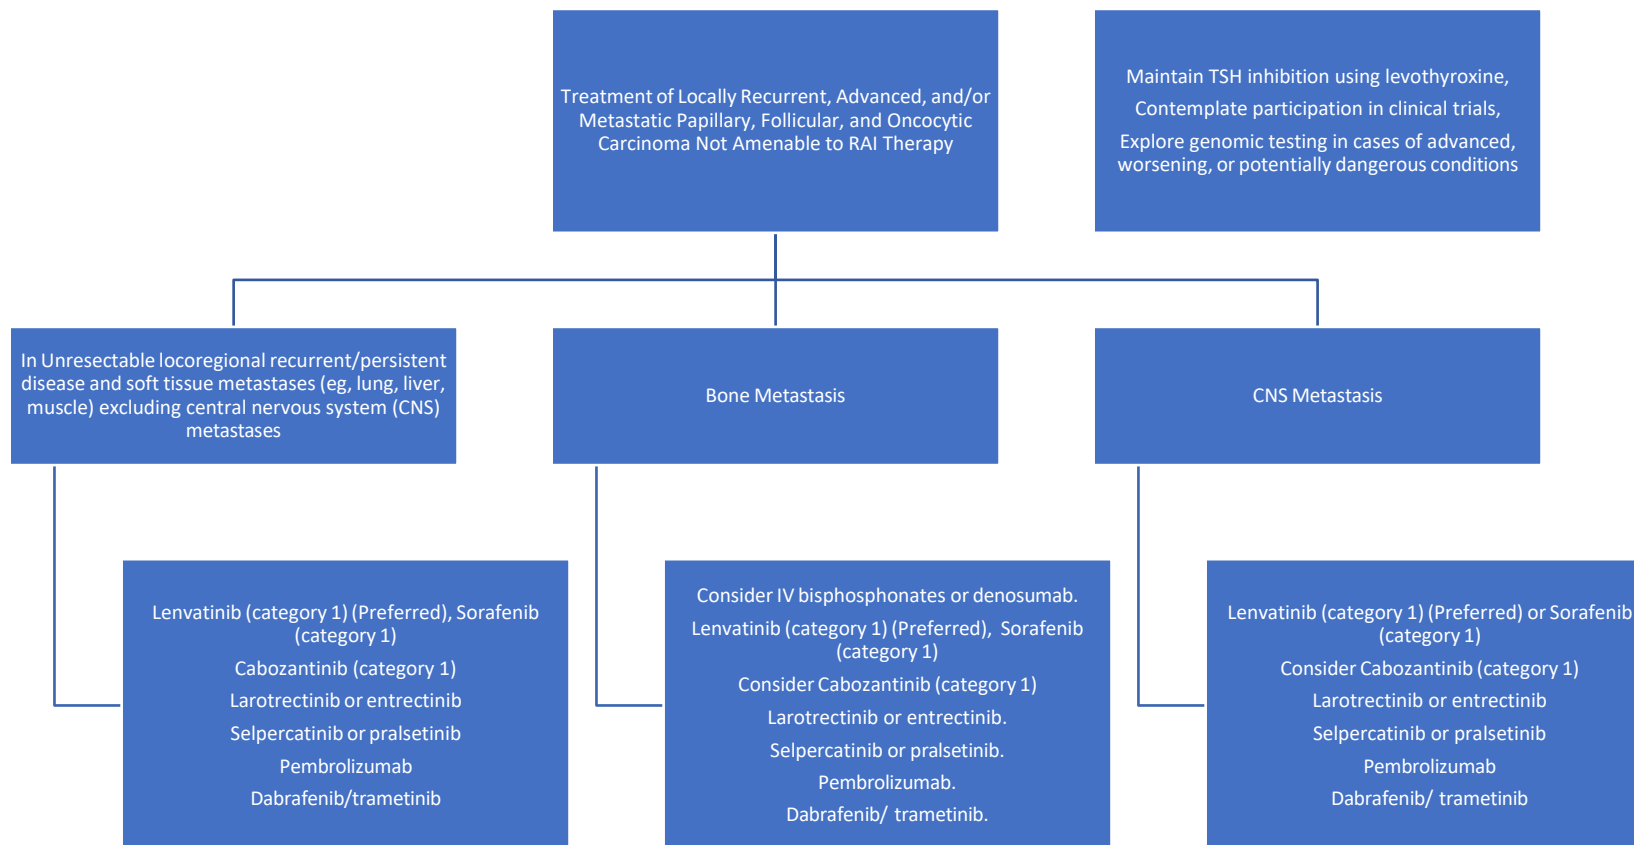 Treatment of Locally Recurrent, Advanced, and/or
Metastatic Papillary, Follicular, and Oncocytic
Carcinoma Not Amenable to RAI Therapy
Maintain TSH inhibition using levothyroxine,
Contemplate participation in clinical trials,
Explore genomic testing in cases of advanced,
worsening, or potentially dangerous conditions
In Unresectable locoregional recurrent/persistent
disease and soft tissue metastases (eg, lung, liver,
muscle) excluding central nervous system (CNS)
metastases
Bone Metastasis
CNS Metastasis
Lenvatinib (category 1) (Preferred), Sorafenib
(category 1)
Cabozantinib (category 1)
Larotrectinib or entrectinib
Selpercatinib or pralsetinib
Pembrolizumab
Dabrafenib/trametinib
Consider IV bisphosphonates or denosumab.
Lenvatinib (category 1) (Preferred), Sorafenib
(category 1)
Consider Cabozantinib (category 1)
Larotrectinib or entrectinib.
Selpercatinib or pralsetinib.
Pembrolizumab.
Dabrafenib/ trametinib.
Lenvatinib (category 1) (Preferred) or Sorafenib
(category 1)
Consider Cabozantinib (category 1)
Larotrectinib or entrectinib
Selpercatinib or pralsetinib
Pembrolizumab
Dabrafenib/ trametinib